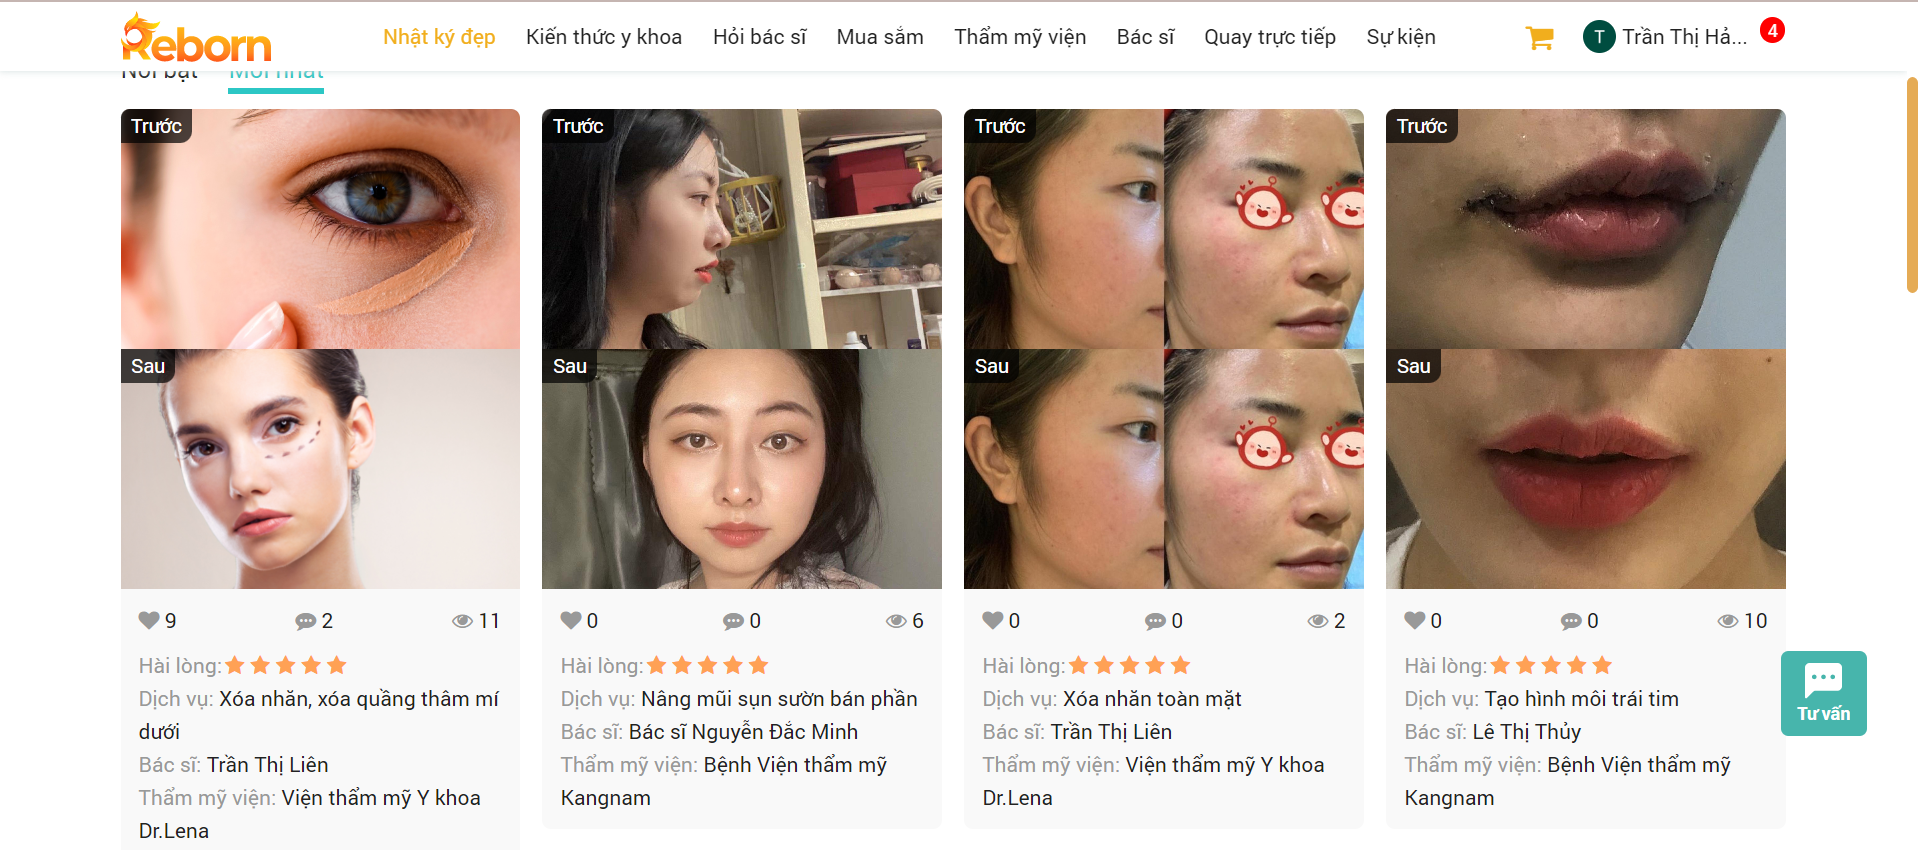 Reborn
Nhật ký đẹp Kiến thức y khoa Hỏi bác sĩ Mua sắm Thẩm mỹ viện Bác sĩ Quay trực tiếp Sự kiện
T Trần Thị Hả... 4
Nổi bật Mới nhất
Trước
Sau
9 2 11
Hài lòng:
Dịch vụ: Xóa nhăn, xóa quầng thâm mí
dưới
Bác sĩ: Trần Thị Liên
Thẩm mỹ viện: Viện thẩm mỹ Y khoa
Dr.Lena
Trước
Sau
0 0 6
Hài lòng:
Dịch vụ: Nâng mũi sụn sườn bán phần
Bác sĩ: Bác sĩ Nguyễn Đắc Minh
Thẩm mỹ viện: Bệnh Viện thẩm mỹ
Kangnam
Trước
Sau
0 0 2
Hài lòng:
Dịch vụ: Xóa nhăn toàn mặt
Bác sĩ: Trần Thị Liên
Thẩm mỹ viện: Viện thẩm mỹ Y khoa
Dr.Lena
Trước
Sau
0 0 10
Hài lòng:
Dịch vụ: Tạo hình môi trái tim
Bác sĩ: Lê Thị Thủy
Thẩm mỹ viện: Bệnh Viện thẩm mỹ
Kangnam
Tư vấn